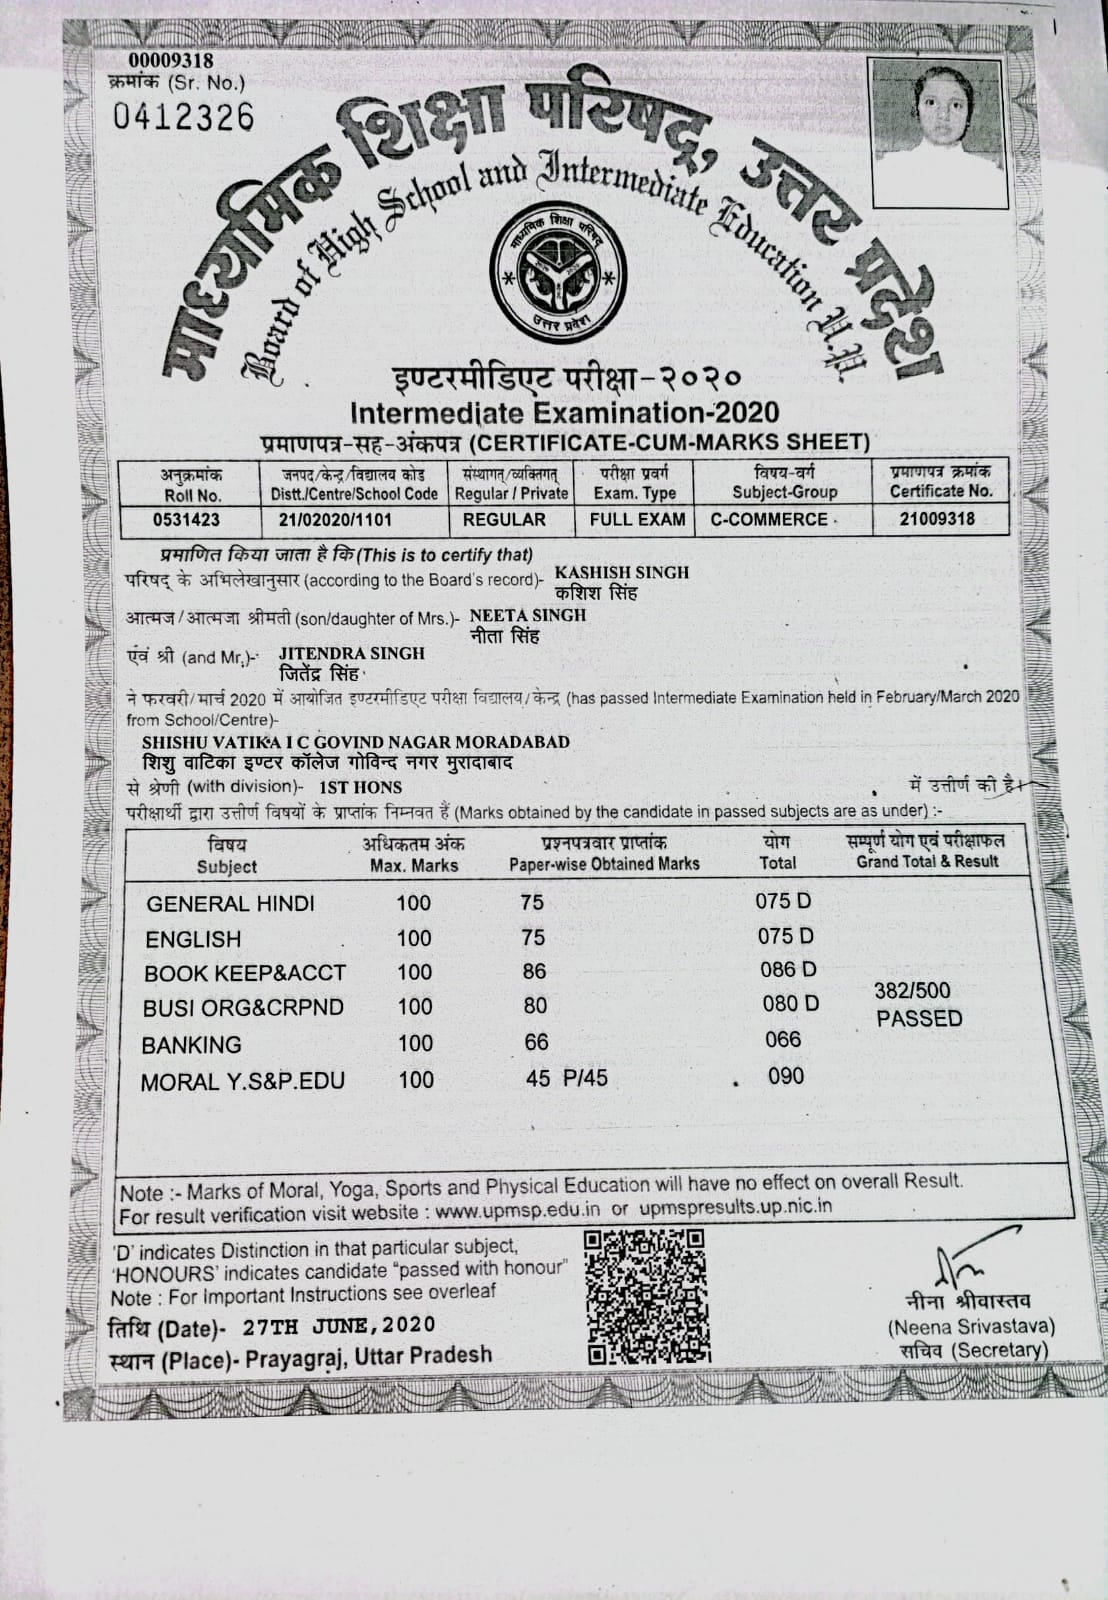 00009318
क्रमांक (Sr. No.)
0412326
माध्यमिक शिक्षा परिषद्, उत्तर प्रदेश
Board of High School and Intermediate Education U.P.
माध्यमिक शिक्षा परिषद्
उत्तर प्रदेश
इण्टरमीडिएट परीक्षा-२०२०
Intermediate Examination-2020
प्रमाणपत्र-सह-अंकपत्र (CERTIFICATE-CUM-MARKS SHEET)
अनुक्रमांक जनपद/केन्द्र/विद्यालय कोड संस्थागत/व्यक्तिगत परीक्षा प्रवर्ग विषय-वर्ग प्रमाणपत्र क्रमांक
Roll No. Distt./Centre/School Code Regular / Private Exam. Type Subject-Group Certificate No.
0531423 21/02020/1101 REGULAR FULL EXAM C-COMMERCE 21009318
प्रमाणित किया जाता है कि (This is to certify that)
परिषद् के अभिलेखानुसार (according to the Board's record)- KASHISH SINGH
कशिश सिंह
आत्मज/आत्मजा श्रीमती (son/daughter of Mrs.)- NEETA SINGH
नीता सिंह
एवं श्री (and Mr.)- JITENDRA SINGH
जितेंद्र सिंह
ने फरवरी/मार्च 2020 में आयोजित इण्टरमीडिएट परीक्षा विद्यालय/केन्द्र (has passed Intermediate Examination held in February/March 2020
from School/Centre)-
SHISHU VATIKA I C GOVIND NAGAR MORADABAD
शिशु वाटिका इण्टर कॉलेज गोविन्द नगर मुरादाबाद
से श्रेणी (with division)- 1ST HONS में उत्तीर्ण की है।
परीक्षार्थी द्वारा उत्तीर्ण विषयों के प्राप्तांक निम्नवत हैं (Marks obtained by the candidate in passed subjects are as under) :-
विषय अधिकतम अंक प्रश्नपत्रवार प्राप्तांक योग सम्पूर्ण योग एवं परीक्षाफल
Subject Max. Marks Paper-wise Obtained Marks Total Grand Total & Result
GENERAL HINDI 100 75 075 D
ENGLISH 100 75 075 D
BOOK KEEP&ACCT 100 86 086 D
382/500
BUSI ORG&CRPND 100 80 080 D
PASSED
BANKING 100 66 066
MORAL Y.S&P.EDU 100 45 P/45 090
Note :- Marks of Moral, Yoga, Sports and Physical Education will have no effect on overall Result.
For result verification visit website : www.upmsp.edu.in or upmspresults.up.nic.in
'D' indicates Distinction in that particular subject,
'HONOURS' indicates candidate "passed with honour"
Note : For Important Instructions see overleaf
तिथि (Date)- 27TH JUNE, 2020
स्थान (Place)- Prayagraj, Uttar Pradesh
नीना श्रीवास्तव
(Neena Srivastava)
सचिव (Secretary)